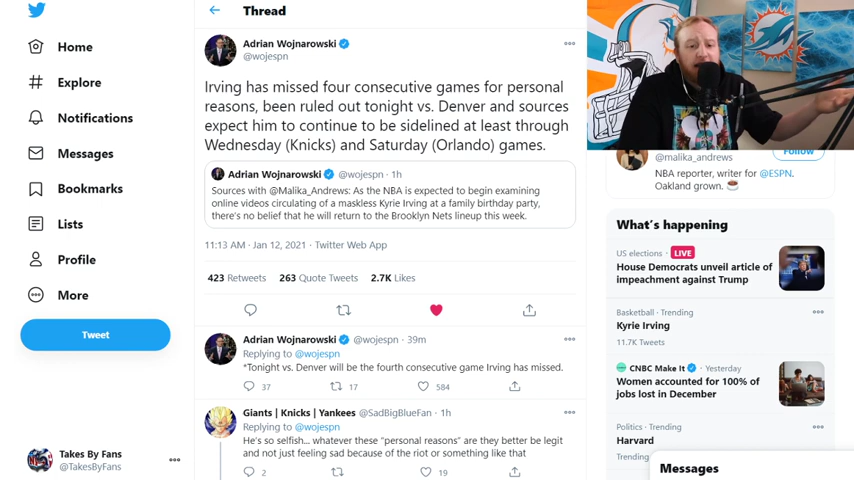 Thread
Home
Explore
Notifications
Messages
Bookmarks
Lists
Profile
More
Tweet
Takes By Fans
@TakesByFans
Adrian Wojnarowski
@wojespn
Irving has missed four consecutive games for personal
reasons, been ruled out tonight vs. Denver and sources
expect him to continue to be sidelined at least through
Wednesday (Knicks) and Saturday (Orlando) games.
Adrian Wojnarowski @wojespn · 1h
Sources with @Malika_Andrews: As the NBA is expected to begin examining
online videos circulating of a maskless Kyrie Irving at a family birthday party,
there's no belief that he will return to the Brooklyn Nets lineup this week.
11:13 AM · Jan 12, 2021 · Twitter Web App
423 Retweets 263 Quote Tweets 2.7K Likes
Adrian Wojnarowski @wojespn · 39m
Replying to @wojespn
*Tonight vs. Denver will be the fourth consecutive game Irving has missed.
37 17 584
Giants | Knicks | Yankees @SadBigBlueFan · 1h
Replying to @wojespn
He's so selfish... whatever these "personal reasons" are they better be legit
and not just feeling sad because of the riot or something like that
2 19
@malika_andrews
Follow
NBA reporter, writer for @ESPN.
Oakland grown.
What's happening
US elections · LIVE
House Democrats unveil article of
impeachment against Trump
Basketball · Trending
Kyrie Irving
11.7K Tweets
CNBC Make It · Yesterday
Women accounted for 100% of
jobs lost in December
Politics · Trending
Harvard
Trending
Messages